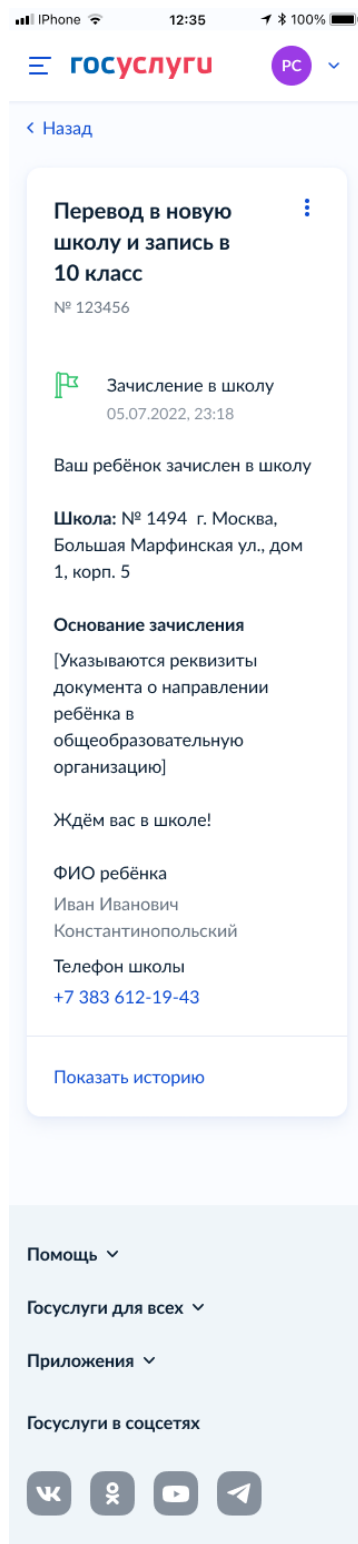 iPhone 12:35 100%
госуслуги РС
Назад
Перевод в новую
школу и запись в
10 класс
№ 123456
Зачисление в школу
05.07.2022, 23:18
Ваш ребёнок зачислен в школу
Школа: № 1494 г. Москва,
Большая Марфинская ул., дом
1, корп. 5
Основание зачисления
[Указываются реквизиты
документа о направлении
ребёнка в
общеобразовательную
организацию]
Ждём вас в школе!
ФИО ребёнка
Иван Иванович
Константинопольский
Телефон школы
+7 383 612-19-43
Показать историю
Помощь
Госуслуги для всех
Приложения
Госуслуги в соцсетях